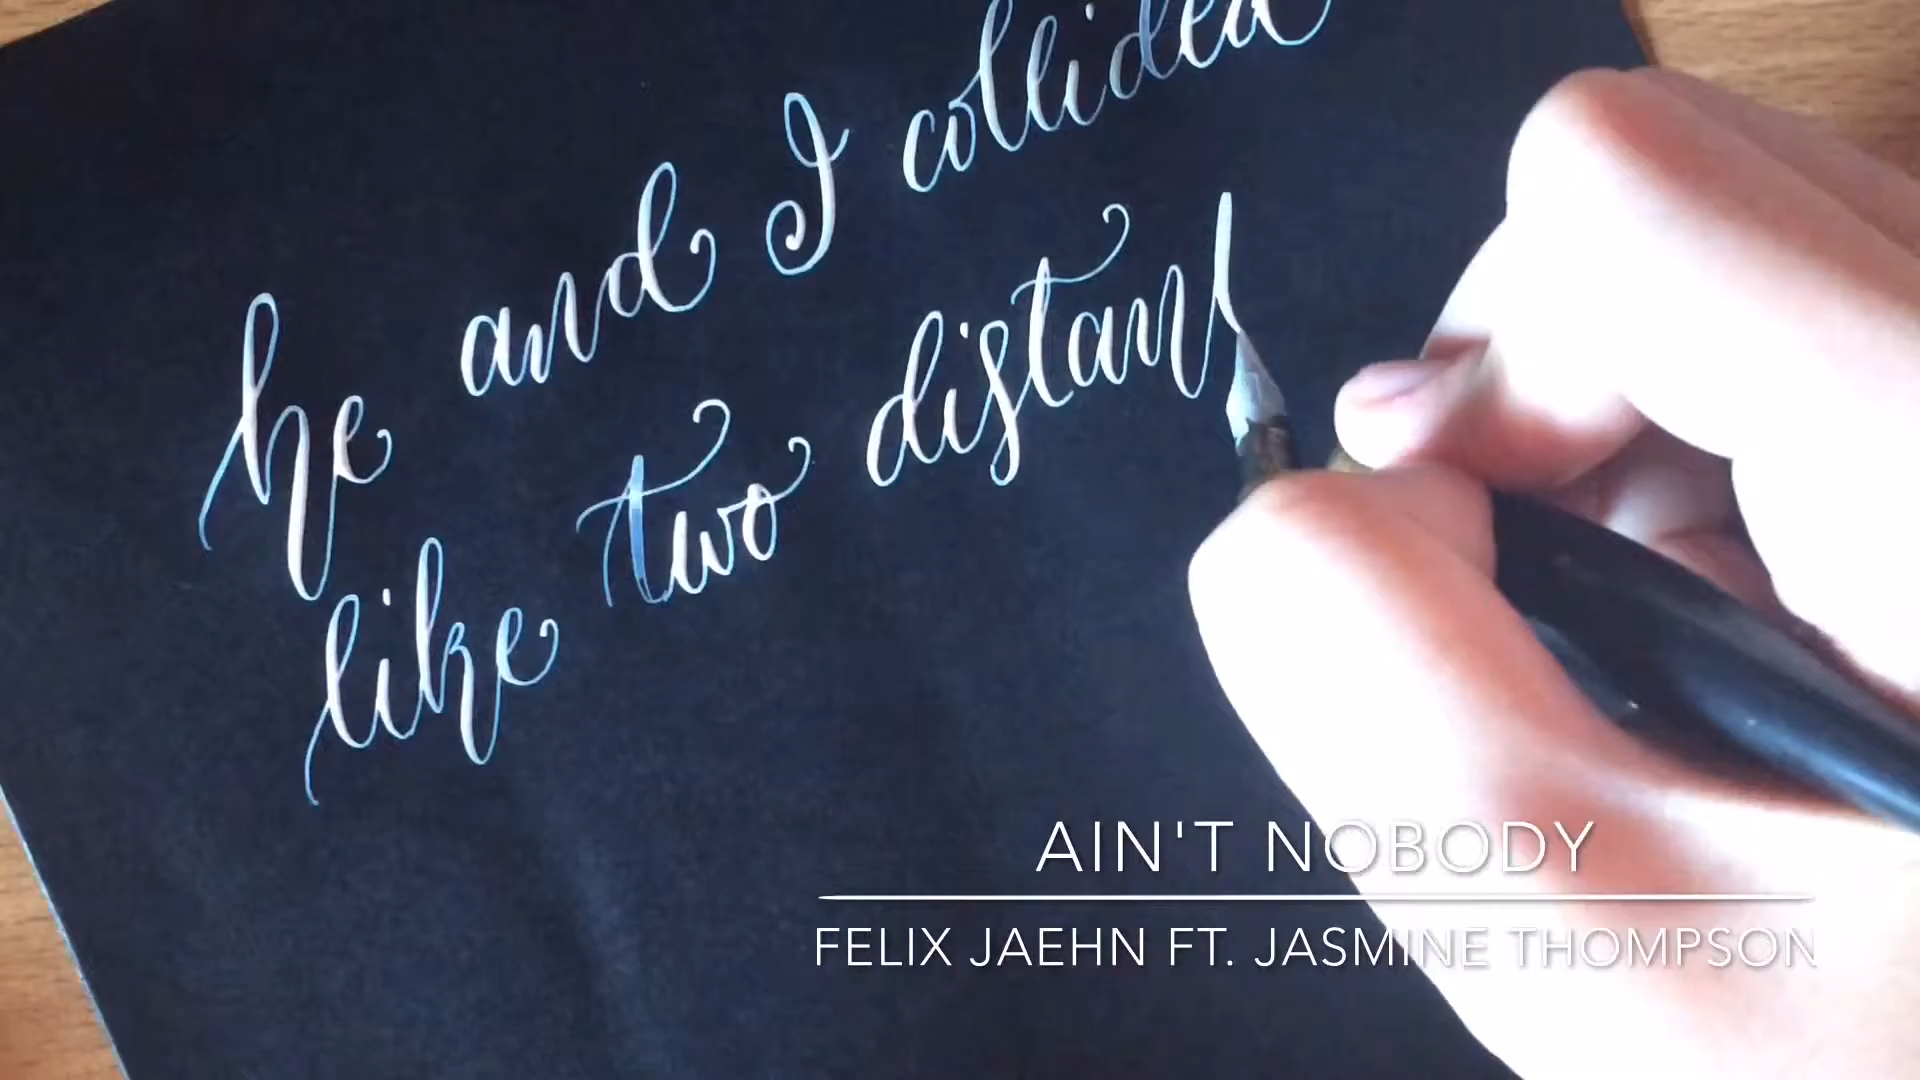 he and I collided
like two distant
AIN'T NOBODY
FELIX JAEHN FT. JASMINE THOMPSON